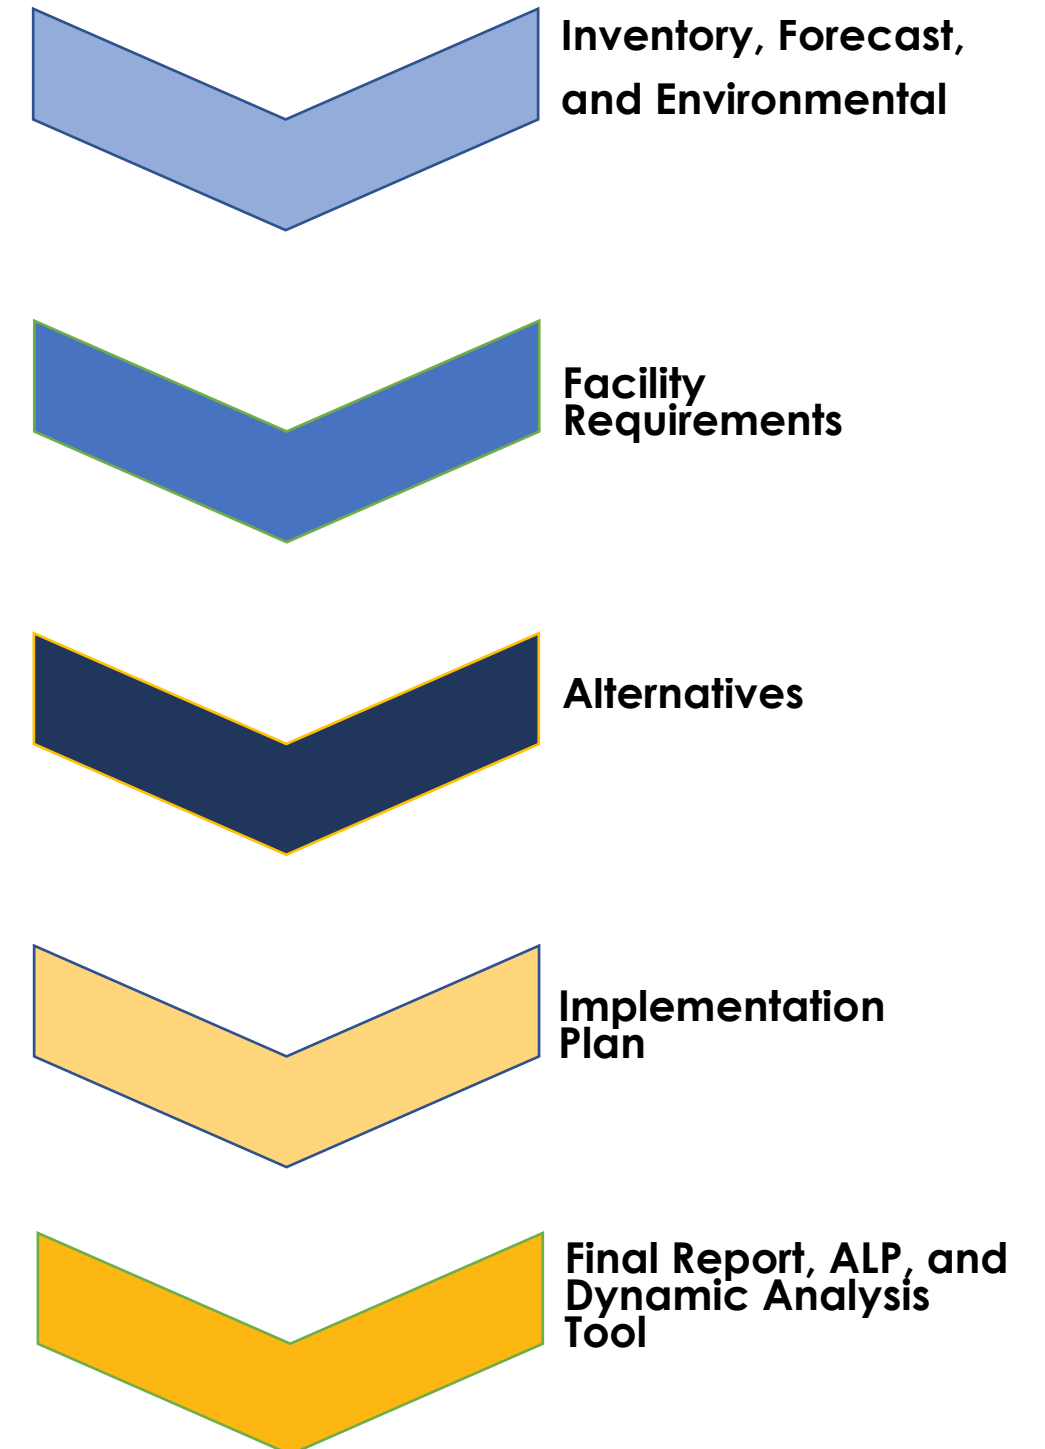 Inventory, Forecast,
and Environmental
Facility
Requirements
Alternatives
Implementation
Plan
Final Report, ALP, and
Dynamic Analysis
Tool